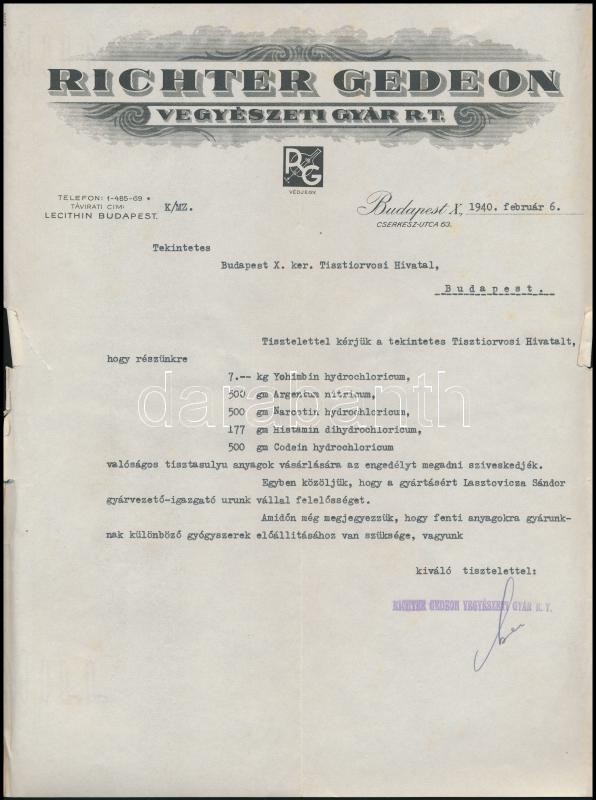 RICHTER GEDEON
VEGYÉSZETI GYÁR R.T.
RG
VÉDJEGY.
TELEFON: 1-485-69 •
TÁVIRATI CIM:
LECITHIN BUDAPEST.
K/MZ.
Budapest X, 1940. február 6.
CSERKESZ-UTCA 63.
Tekintetes
Budapest X. ker. Tisztiorvosi Hivatal,
Budapest.
Tisztelettel kérjük a tekintetes Tisztiorvosi Hivatalt,
hogy részünkre
7.-- kg Yohimbin hydrochloricum,
500 gm Argentum nitricum,
500 gm Narcotin hydrochloricum,
177 gm Histamin dihydrochloricum,
500 gm Codein hydrochloricum
valóságos tisztasulyu anyagok vásárlására az engedélyt megadni sziveskedjék.
Egyben közöljük, hogy a gyártásért Lasztovicza Sándor
gyárvezető-igazgató urunk vállal felelősséget.
Amidőn még megjegyezzük, hogy fenti anyagokra gyárunk-
nak különböző gyógyszerek előállitásához van szüksége, vagyunk
kiváló tisztelettel:
RICHTER GEDEON VEGYÉSZETI GYÁR R.T.
darabanth